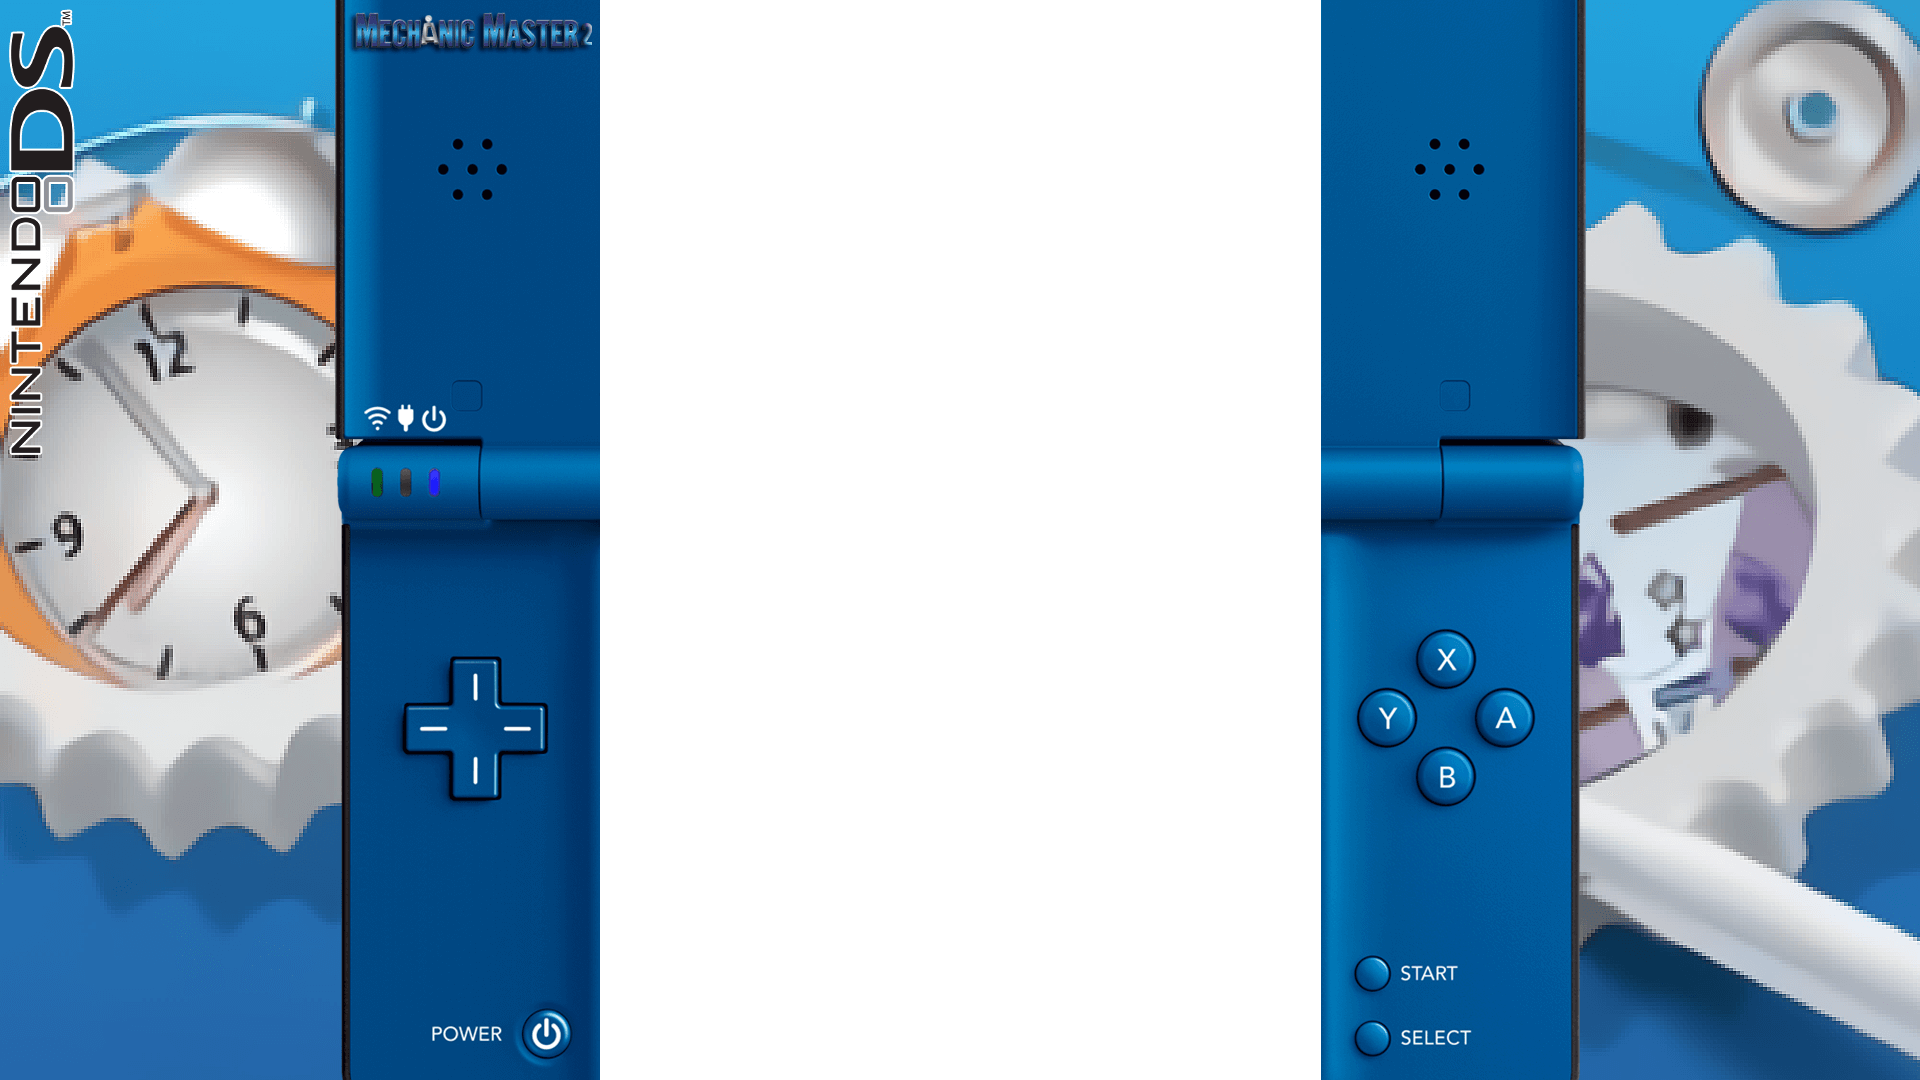 NINTENDO DS™
MECHANIC MASTER 2
12
9
6
X
Y
A
B
START
SELECT
POWER